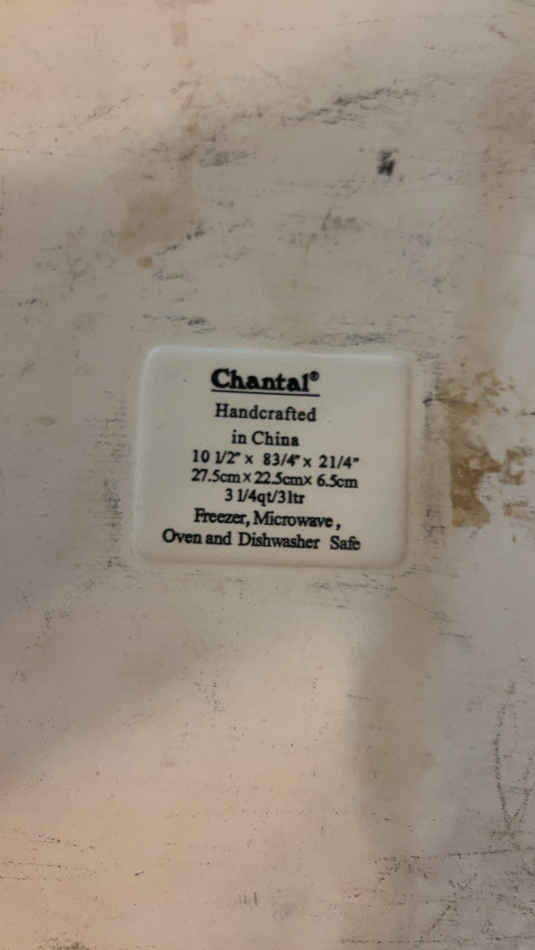 Chantal®
Handcrafted
in China
10 1/2" x 83/4" x 21/4"
27.5cm x 22.5cm x 6.5cm
3 1/4qt/3ltr
Freezer, Microwave,
Oven and Dishwasher Safe